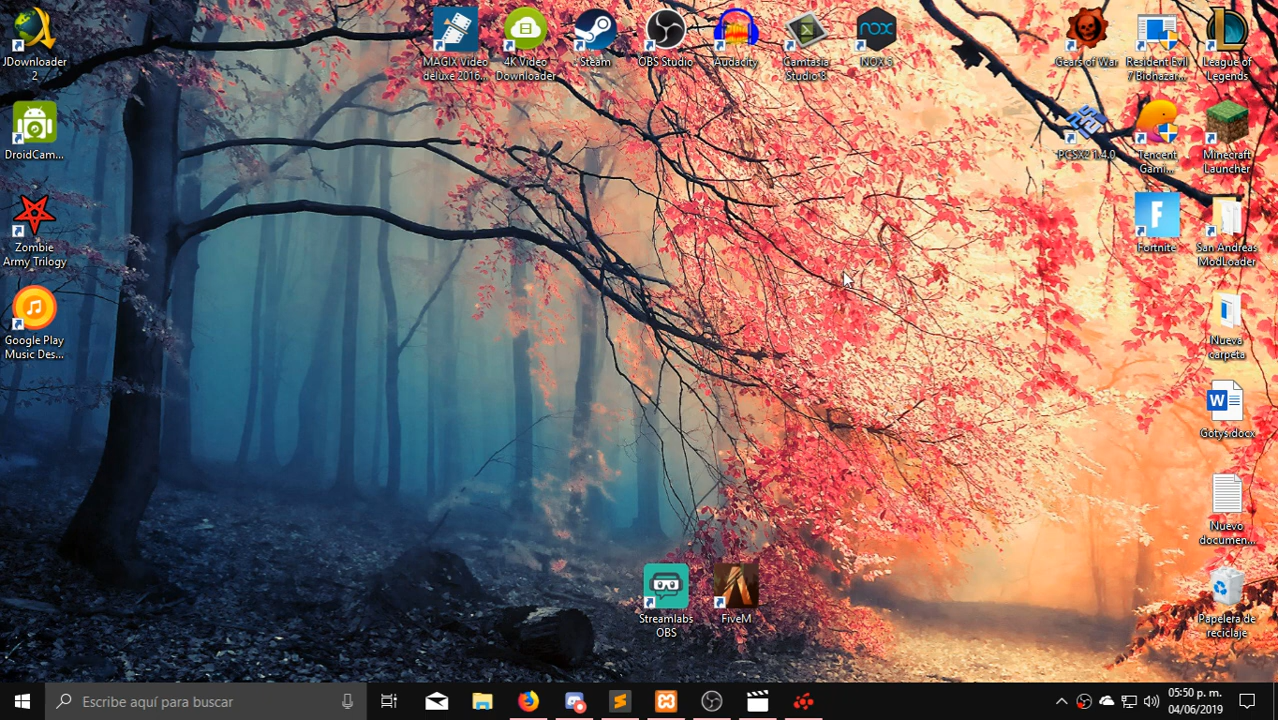 JDownloader
2
MAGIX Video
deluxe 2016...
4K Video
Downloader
Steam
OBS Studio
Audacity
Camtasia
Studio 8
NOX
NOX 3
Gears of War
Resident Evil
7 Biohazar...
League of
Legends
DroidCam...
PCSX2 1.4.0
Tencent
Gami...
Minecraft
Launcher
Zombie
Army Trilogy
F
Fortnite
San Andreas
ModLoader
Google Play
Music Des...
Nueva
carpeta
W
Gotys.docx
Nuevo
documen...
Streamlabs
OBS
FiveM
Papelera de
reciclaje
Escribe aquí para buscar
05:50 p. m.
04/06/2019